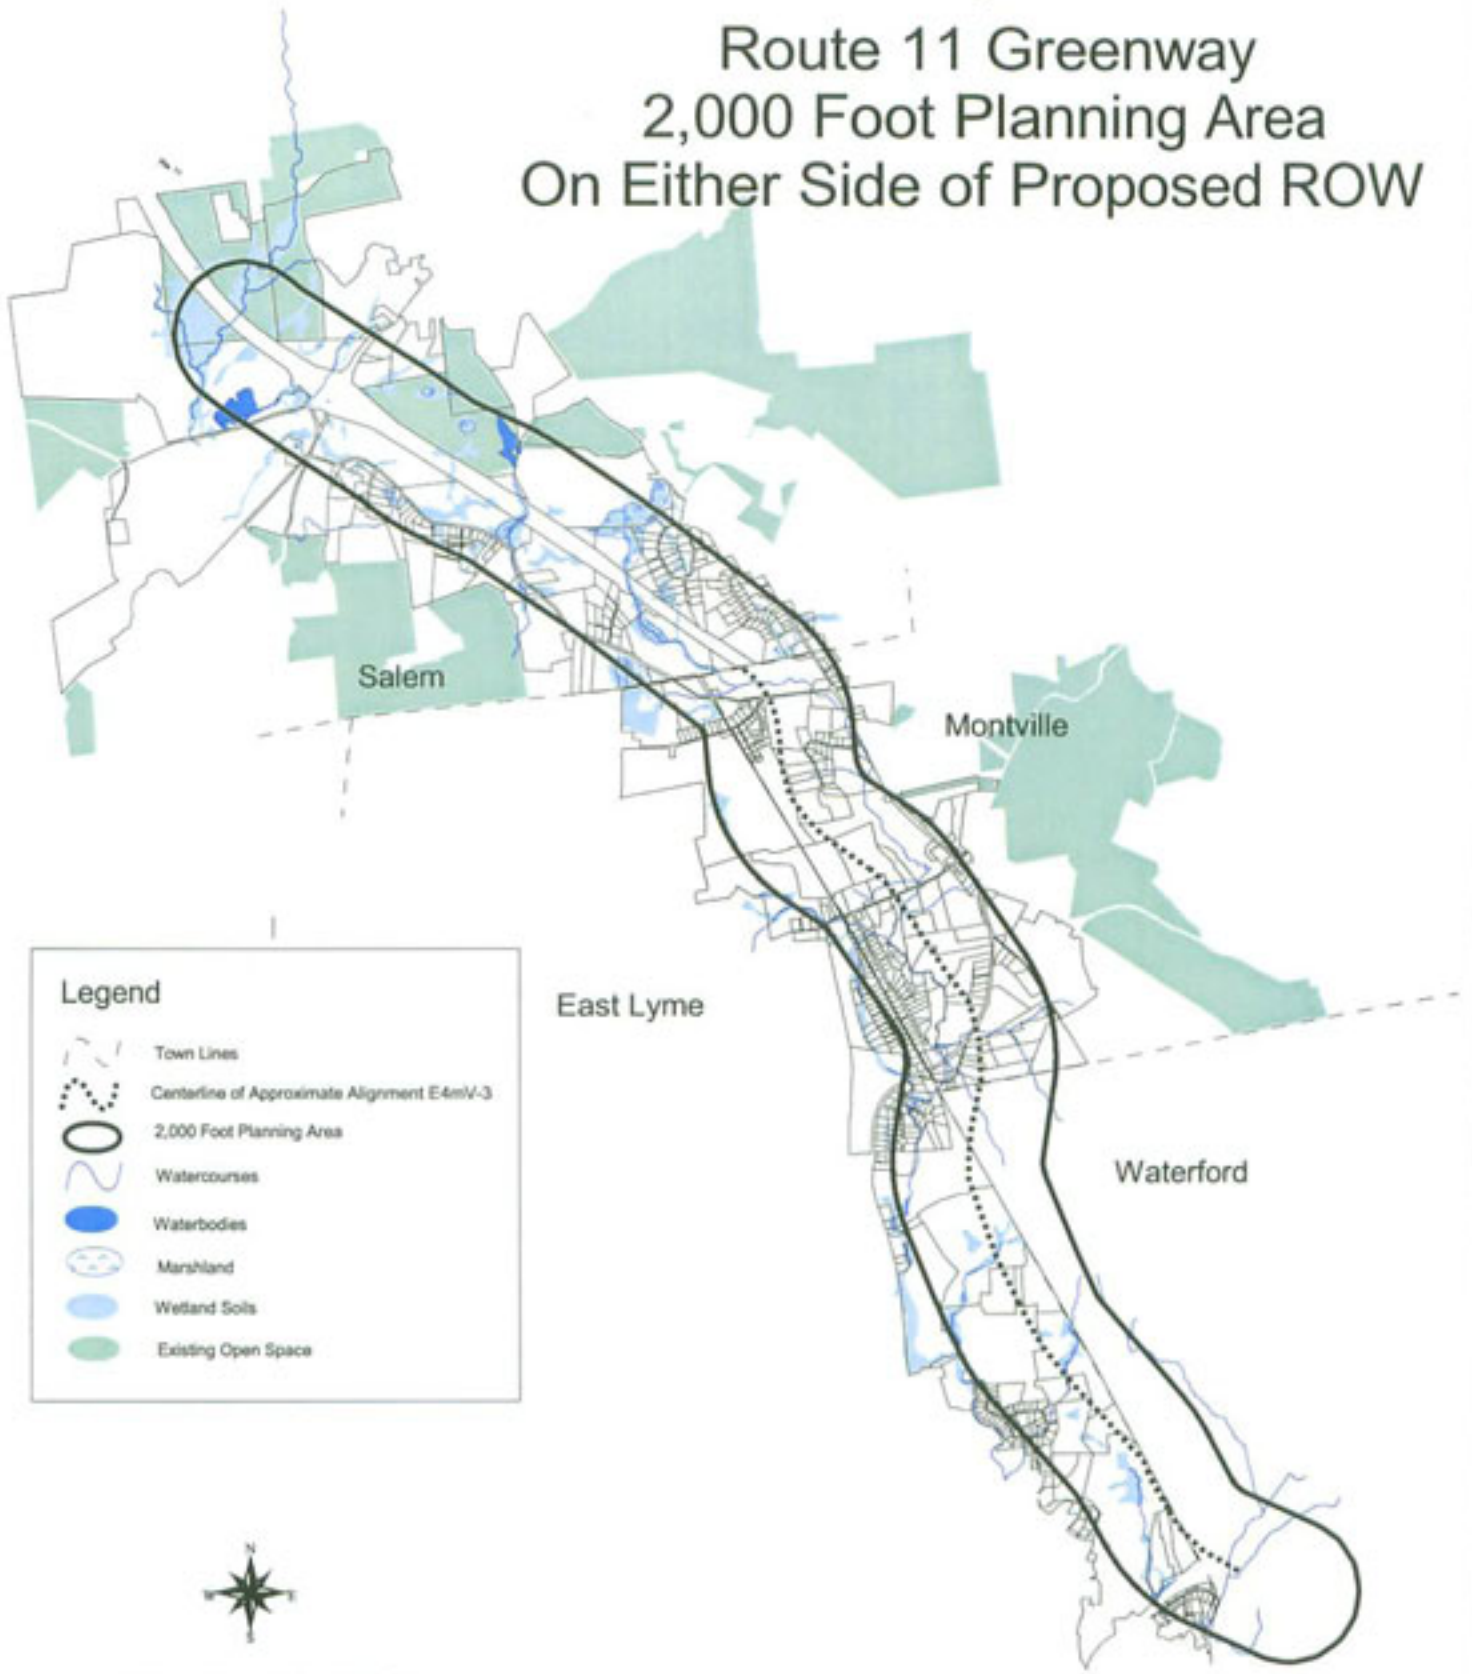 Route 11 Greenway
2,000 Foot Planning Area
On Either Side of Proposed ROW
Salem
Montville
East Lyme
Waterford
Legend
Town Lines
Centerline of Approximate Alignment E4mV-3
2,000 Foot Planning Area
Watercourses
Waterbodies
Marshland
Wetland Soils
Existing Open Space
N
W
E
S